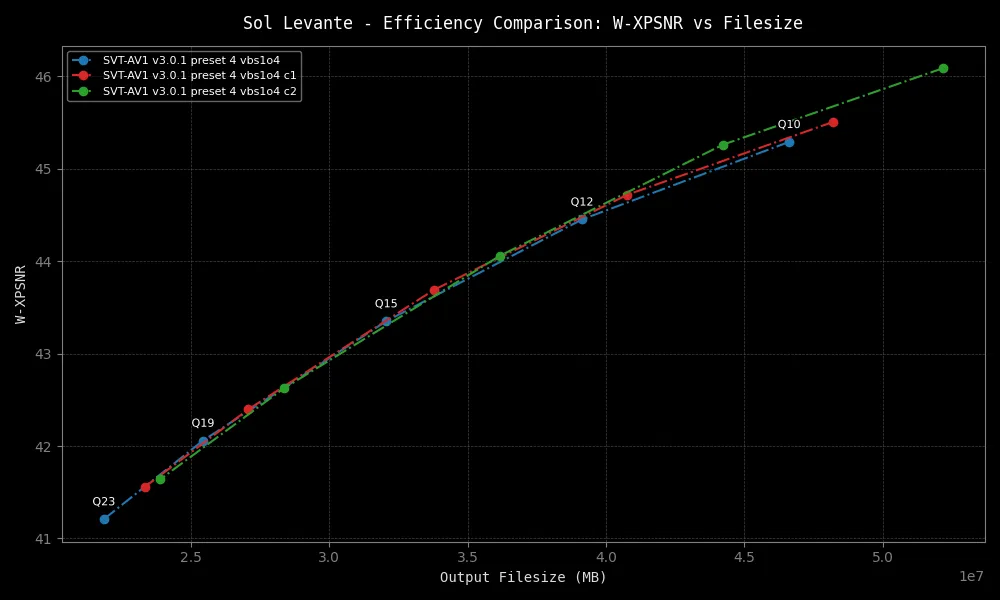 Sol Levante - Efficiency Comparison: W-XPSNR vs Filesize
SVT-AV1 v3.0.1 preset 4 vbs1o4
SVT-AV1 v3.0.1 preset 4 vbs1o4 c1
SVT-AV1 v3.0.1 preset 4 vbs1o4 c2
46
45
44
43
42
41
W-XPSNR
Q10
Q12
Q15
Q19
Q23
2.5 3.0 3.5 4.0 4.5 5.0
1e7
Output Filesize (MB)